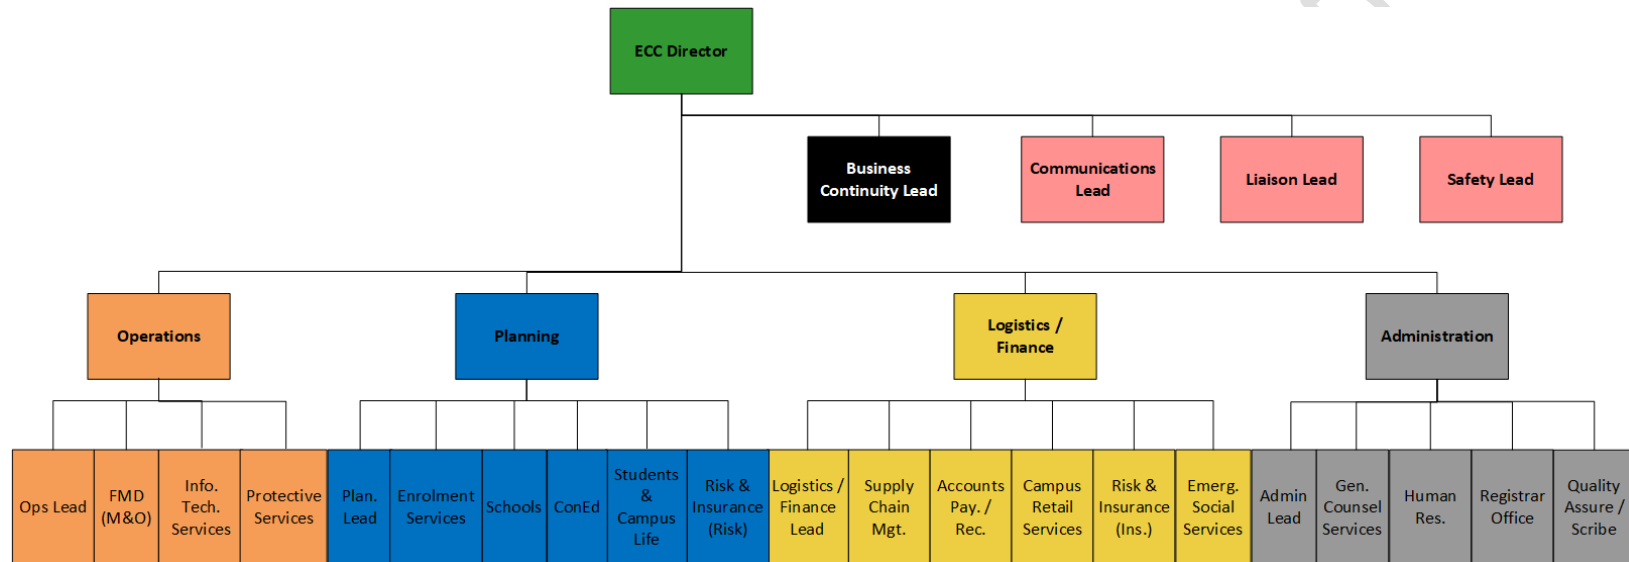 ECC Director
Business
Continuity Lead
Communications
Lead
Liaison Lead
Safety Lead
Operations
Planning
Logistics /
Finance
Administration
Ops Lead
FMD
(M&O)
Info.
Tech.
Services
Protective
Services
Plan.
Lead
Enrolment
Services
Schools
ConEd
Students
&
Campus
Life
Risk &
Insurance
(Risk)
Logistics /
Finance
Lead
Supply
Chain
Mgt.
Accounts
Pay. /
Rec.
Campus
Retail
Services
Risk &
Insurance
(Ins.)
Emerg.
Social
Services
Admin
Lead
Gen.
Counsel
Services
Human
Res.
Registrar
Office
Quality
Assure /
Scribe